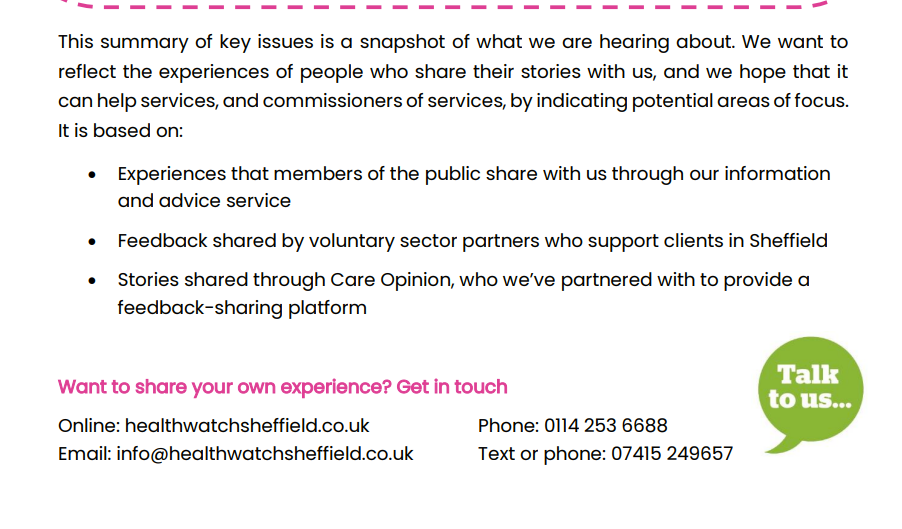 This summary of key issues is a snapshot of what we are hearing about. We want to
reflect the experiences of people who share their stories with us, and we hope that it
can help services, and commissioners of services, by indicating potential areas of focus.
It is based on:
• Experiences that members of the public share with us through our information
and advice service
• Feedback shared by voluntary sector partners who support clients in Sheffield
• Stories shared through Care Opinion, who we’ve partnered with to provide a
feedback-sharing platform
Want to share your own experience? Get in touch
Online: healthwatchsheffield.co.uk
Email: info@healthwatchsheffield.co.uk
Phone: 0114 253 6688
Text or phone: 07415 249657
Talk
to us...